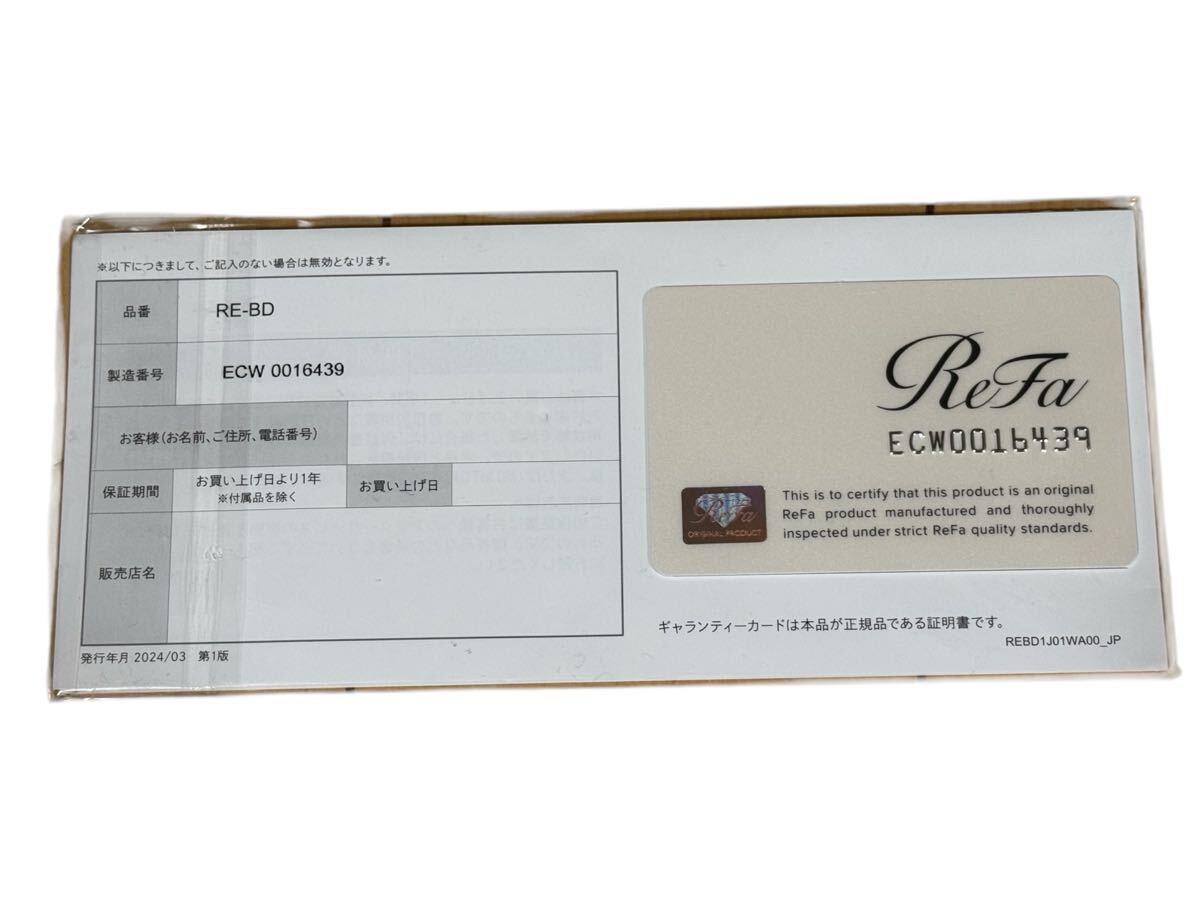 ※以下につきまして、ご記入のない場合は無効となります。
品番 RE-BD
製造番号 ECW 0016439
お客様(お名前、ご住所、電話番号)
保証期間 お買い上げ日より1年 お買い上げ日
※付属品を除く
販売店名
発行年月 2024/03 第1版
ReFa
ECW0016439
ReFa
ORIGINAL PRODUCT
This is to certify that this product is an original
ReFa product manufactured and thoroughly
inspected under strict ReFa quality standards.
ギャランティーカードは本品が正規品である証明書です。
REBD1J01WA00_JP